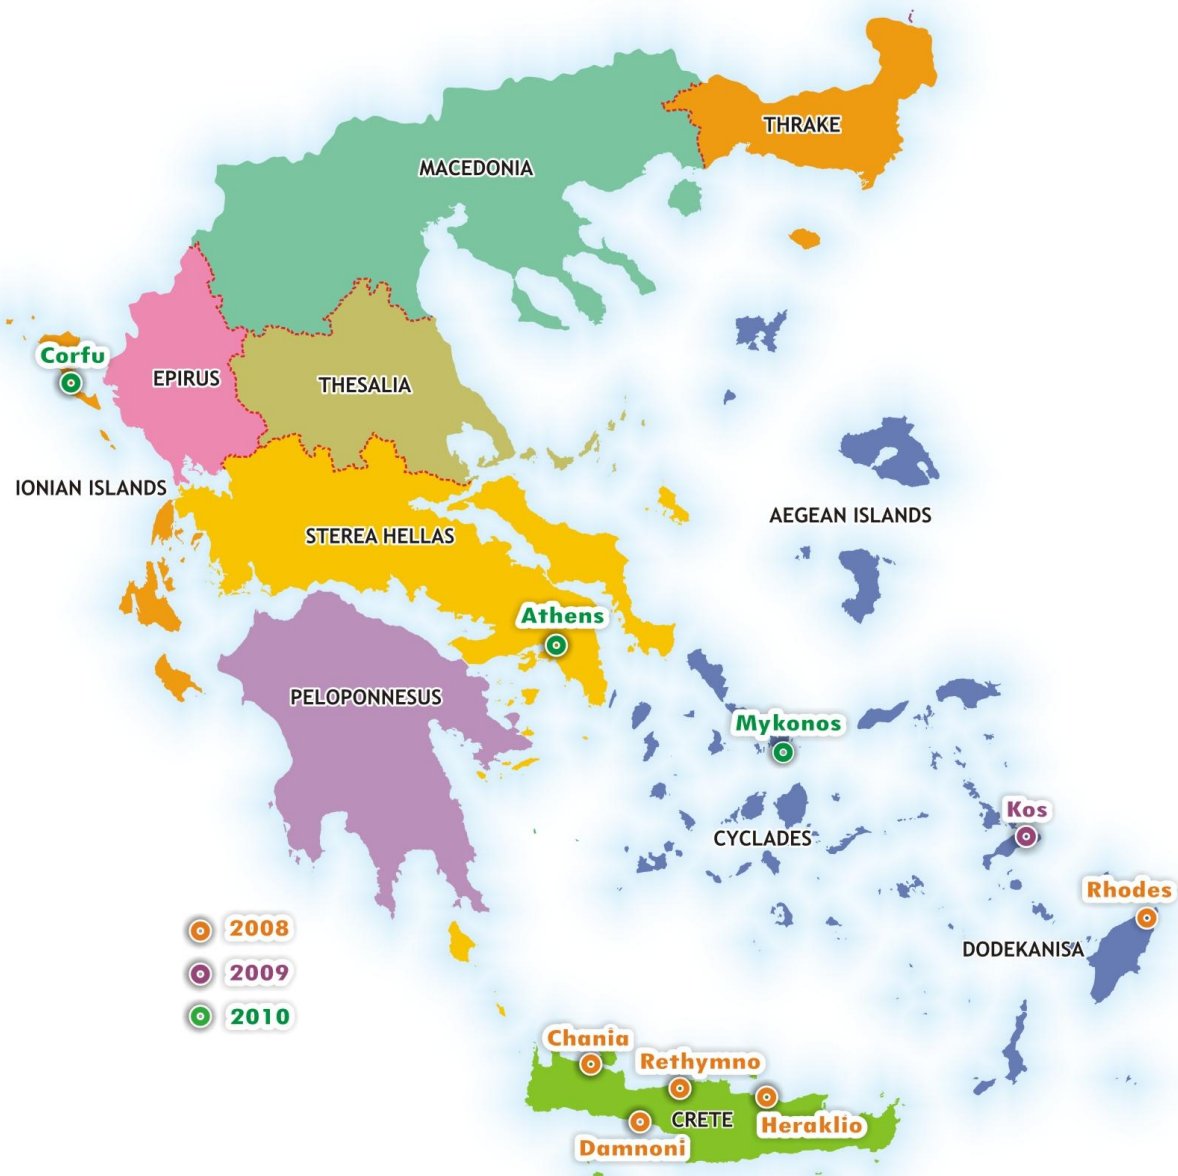 THRAKE
MACEDONIA
Corfu
EPIRUS
THESALIA
IONIAN ISLANDS
AEGEAN ISLANDS
STEREA HELLAS
Athens
PELOPONNESUS
Mykonos
Kos
CYCLADES
Rhodes
DODEKANISA
2008
2009
2010
Chania
Rethymno
CRETE
Heraklio
Damnoni